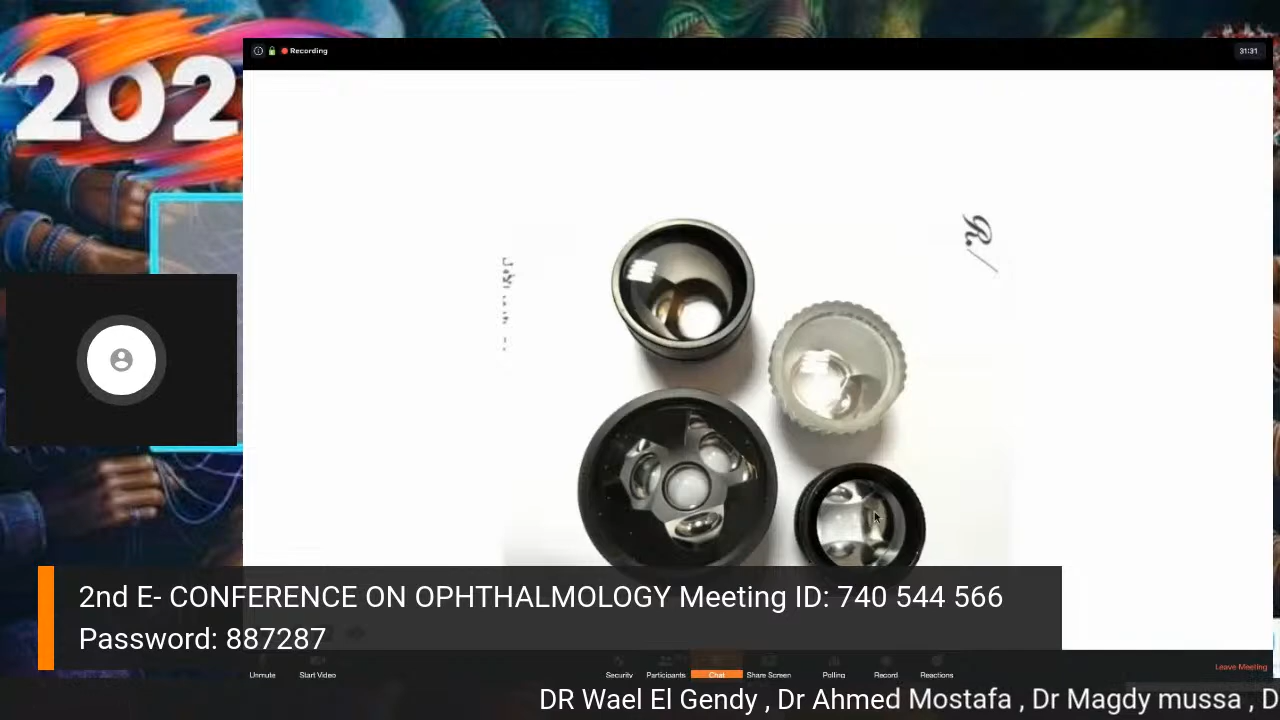 202
Recording
31:31
R./
2nd E- CONFERENCE ON OPHTHALMOLOGY Meeting ID: 740 544 566
Password: 887287
Unmute
Start Video
Security
Participants
Chat
Share Screen
Polling
Record
Reactions
Leave Meeting
DR Wael El Gendy , Dr Ahmed Mostafa , Dr Magdy mussa , D